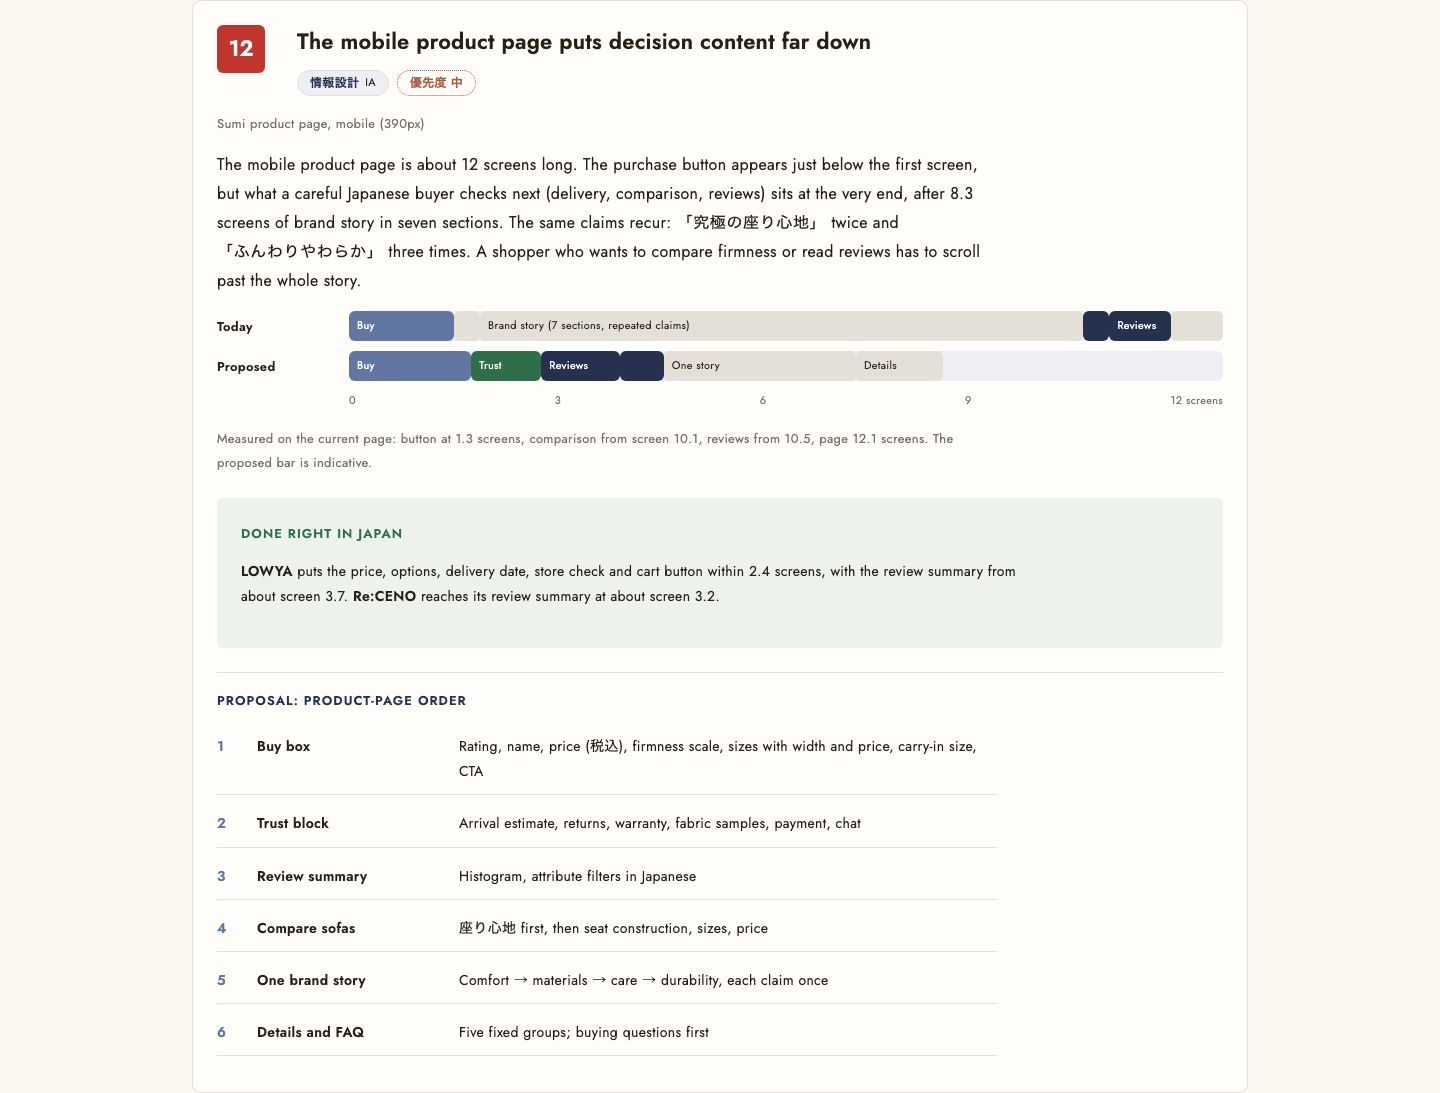 12
The mobile product page puts decision content far down
情報設計 IA
優先度 中
Sumi product page, mobile (390px)
The mobile product page is about 12 screens long. The purchase button appears just below the first screen,
but what a careful Japanese buyer checks next (delivery, comparison, reviews) sits at the very end, after 8.3
screens of brand story in seven sections. The same claims recur: 「究極の座り心地」 twice and
「ふんわりやわらか」 three times. A shopper who wants to compare firmness or read reviews has to scroll
past the whole story.
Today
Buy
Brand story (7 sections, repeated claims)
Reviews
Proposed
Buy
Trust
Reviews
One story
Details
0 3 6 9 12 screens
Measured on the current page: button at 1.3 screens, comparison from screen 10.1, reviews from 10.5, page 12.1 screens. The
proposed bar is indicative.
DONE RIGHT IN JAPAN
LOWYA puts the price, options, delivery date, store check and cart button within 2.4 screens, with the review summary from
about screen 3.7. Re:CENO reaches its review summary at about screen 3.2.
PROPOSAL: PRODUCT-PAGE ORDER
1 Buy box Rating, name, price (税込), firmness scale, sizes with width and price, carry-in size,
CTA
2 Trust block Arrival estimate, returns, warranty, fabric samples, payment, chat
3 Review summary Histogram, attribute filters in Japanese
4 Compare sofas 座り心地 first, then seat construction, sizes, price
5 One brand story Comfort → materials → care → durability, each claim once
6 Details and FAQ Five fixed groups; buying questions first